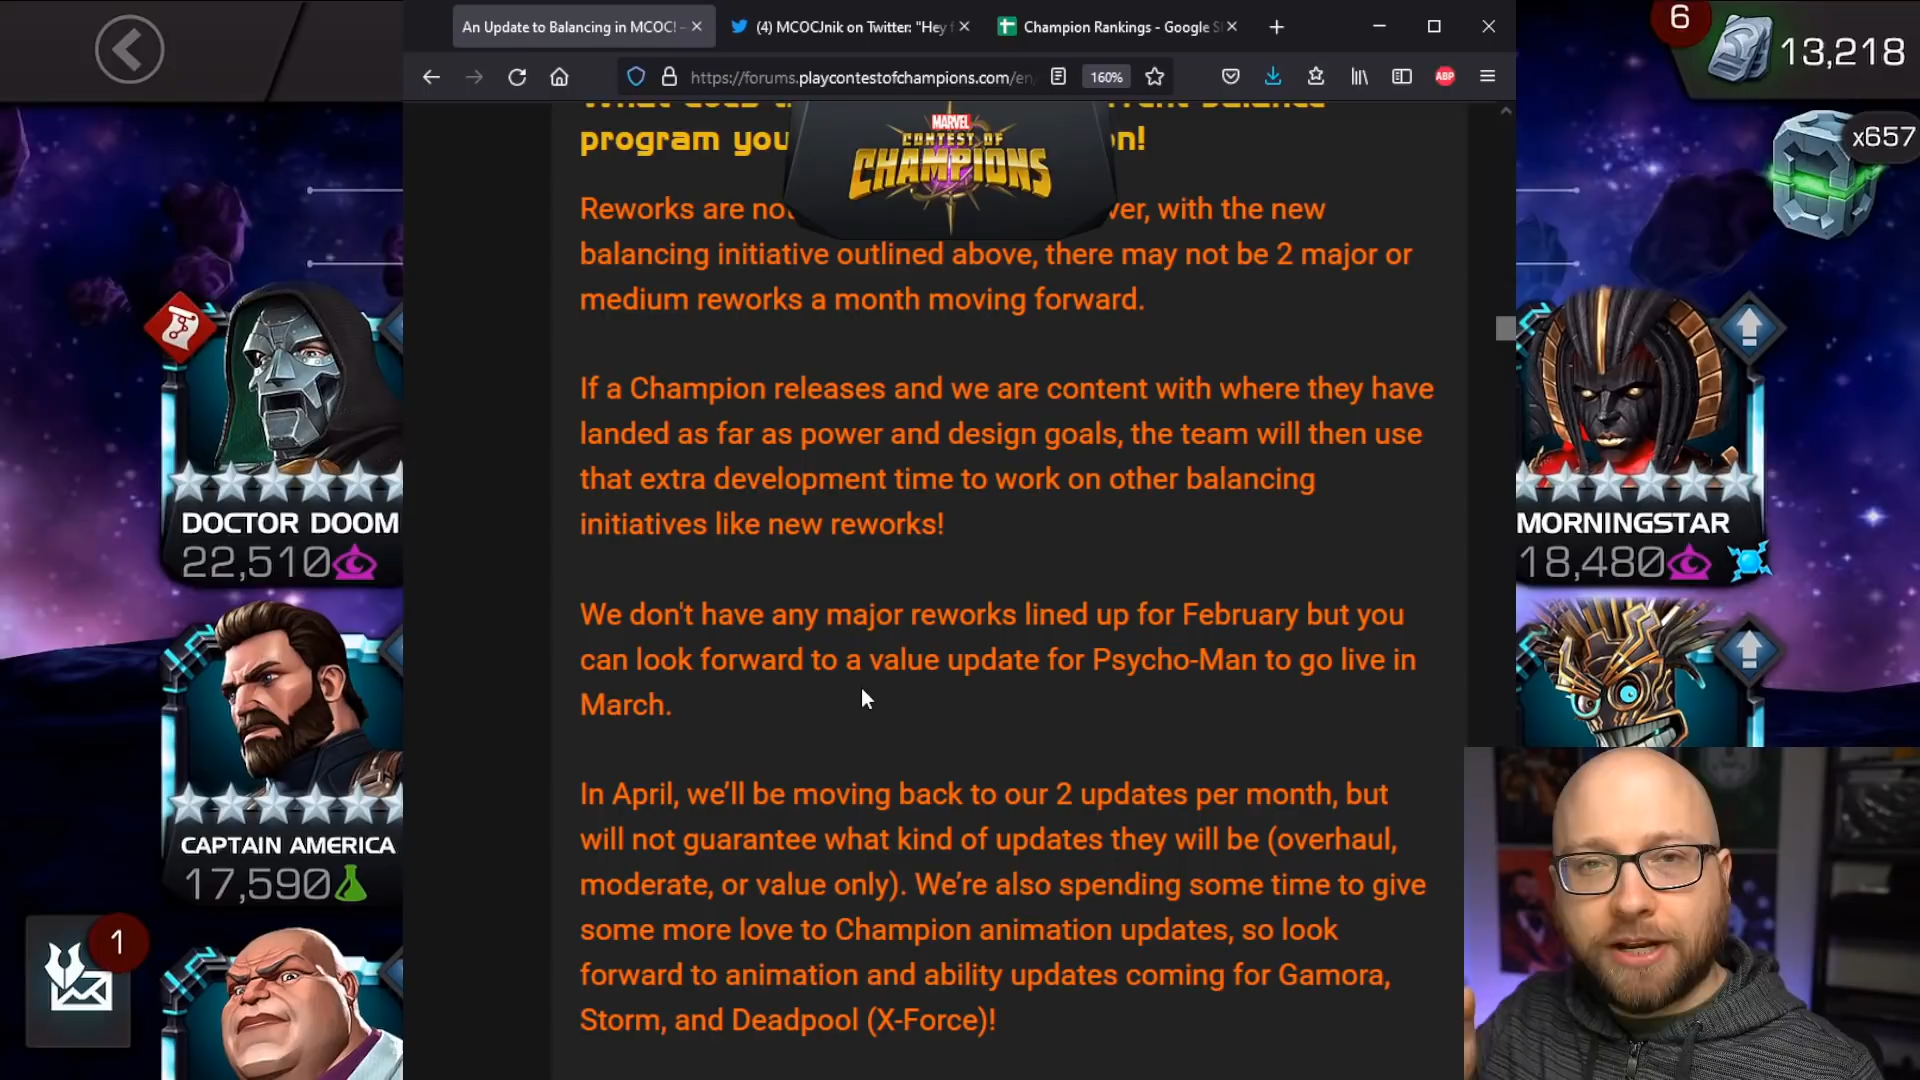 An Update to Balancing in MCOC! -
(4) MCOCJnik on Twitter: "Hey f
Champion Rankings - Google S
https://forums.playcontestofchampions.com/en/
160%
ABP
6
13,218
x657
program you
n!
MARVEL
CONTEST OF
CHAMPIONS
Reworks are no
ver, with the new
balancing initiative outlined above, there may not be 2 major or
medium reworks a month moving forward.
If a Champion releases and we are content with where they have
landed as far as power and design goals, the team will then use
that extra development time to work on other balancing
initiatives like new reworks!
We don't have any major reworks lined up for February but you
can look forward to a value update for Psycho-Man to go live in
March.
In April, we'll be moving back to our 2 updates per month, but
will not guarantee what kind of updates they will be (overhaul,
moderate, or value only). We're also spending some time to give
some more love to Champion animation updates, so look
forward to animation and ability updates coming for Gamora,
Storm, and Deadpool (X-Force)!
DOCTOR DOOM
22,510
CAPTAIN AMERICA
17,590
1
MORNINGSTAR
18,480